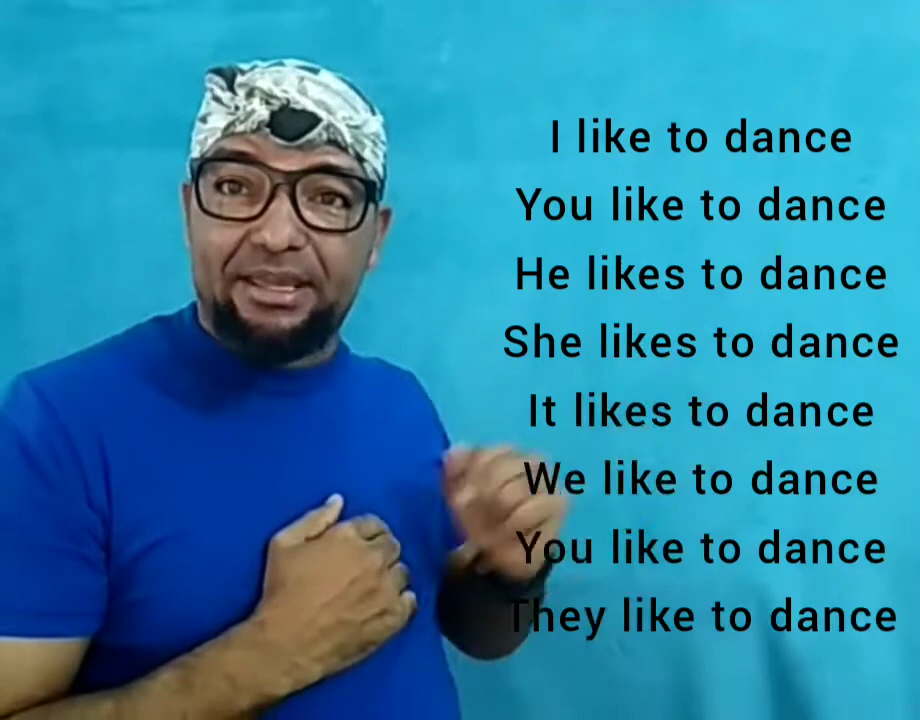 I like to dance
You like to dance
He likes to dance
She likes to dance
It likes to dance
We like to dance
You like to dance
They like to dance